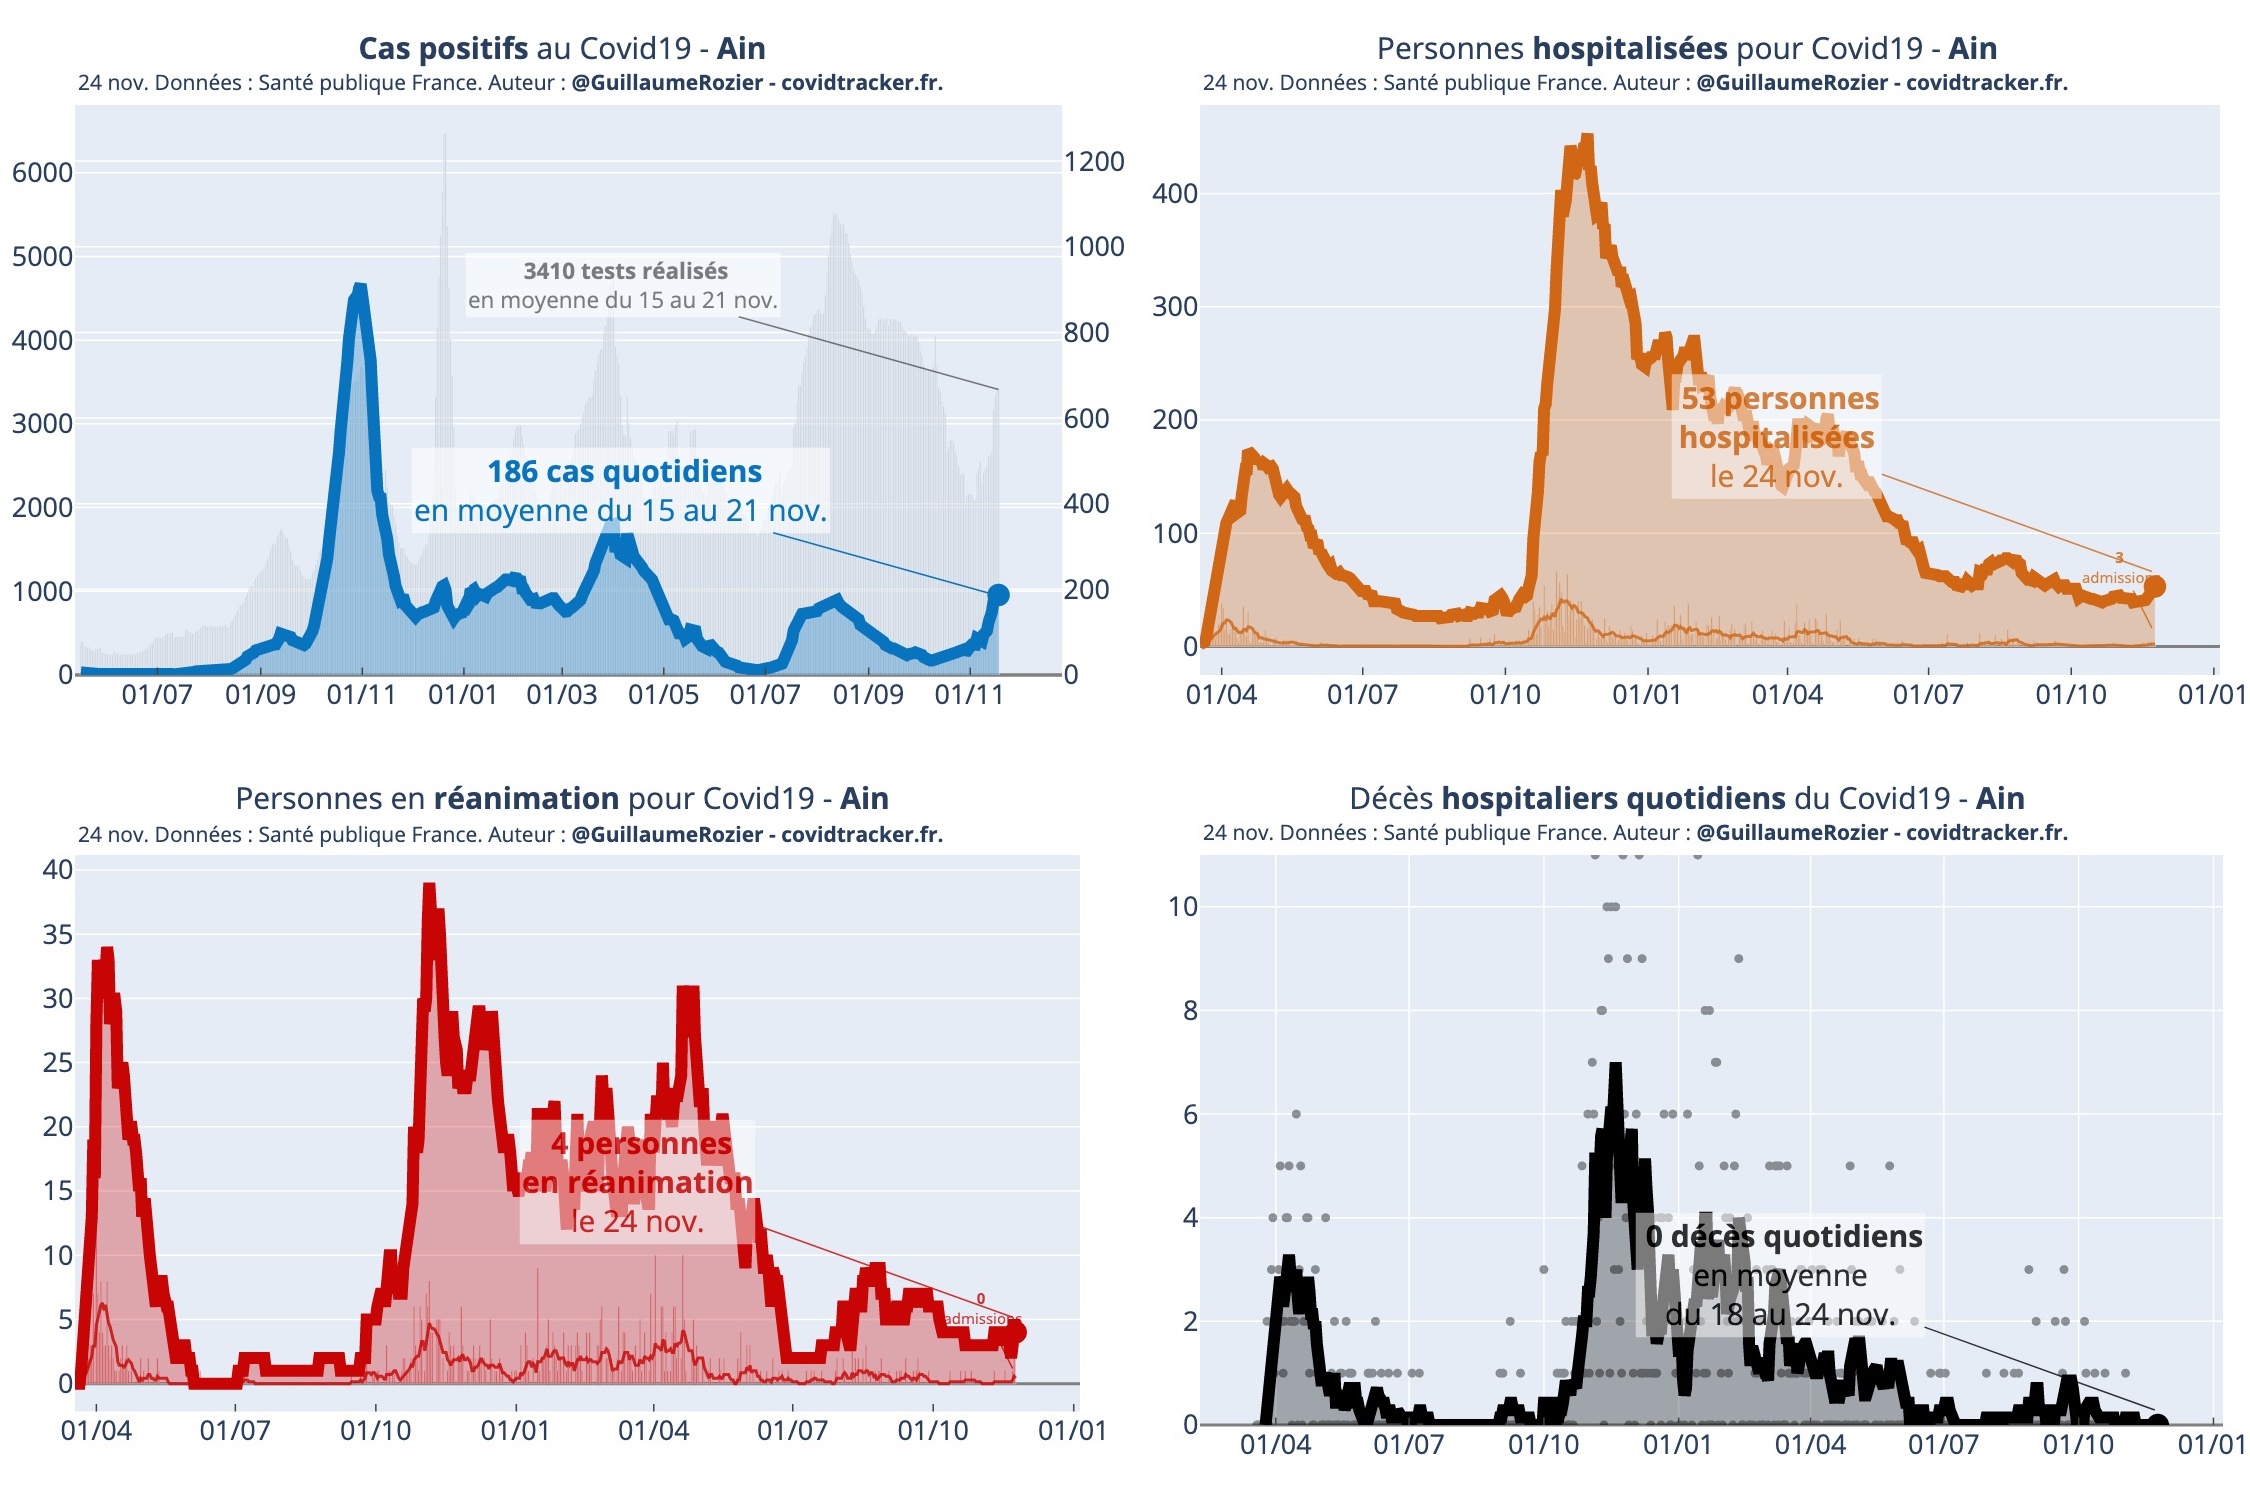 Cas positifs au Covid19 - Ain
24 nov. Données : Santé publique France. Auteur : @GuillaumeRozier - covidtracker.fr.
6000
5000
4000
3000
2000
1000
0
1200
1000
800
600
400
200
0
3410 tests réalisés
en moyenne du 15 au 21 nov.
186 cas quotidiens
en moyenne du 15 au 21 nov.
01/07 01/09 01/11 01/01 01/03 01/05 01/07 01/09 01/11
Personnes hospitalisées pour Covid19 - Ain
24 nov. Données : Santé publique France. Auteur : @GuillaumeRozier - covidtracker.fr.
400
300
200
100
0
53 personnes
hospitalisées
le 24 nov.
3
admissions
01/04 01/07 01/10 01/01 01/04 01/07 01/10 01/01
Personnes en réanimation pour Covid19 - Ain
24 nov. Données : Santé publique France. Auteur : @GuillaumeRozier - covidtracker.fr.
40
35
30
25
20
15
10
5
0
4 personnes
en réanimation
le 24 nov.
0
admissions
01/04 01/07 01/10 01/01 01/04 01/07 01/10 01/01
Décès hospitaliers quotidiens du Covid19 - Ain
24 nov. Données : Santé publique France. Auteur : @GuillaumeRozier - covidtracker.fr.
10
8
6
4
2
0
0 décès quotidiens
en moyenne
du 18 au 24 nov.
01/04 01/07 01/10 01/01 01/04 01/07 01/10 01/01